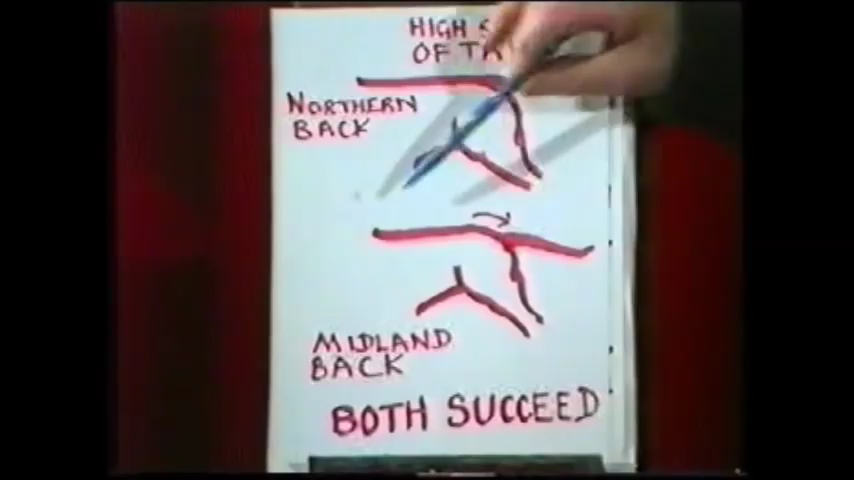 HIGH
OF
NORTHERN
BACK
MIDLAND
BACK
BOTH SUCCEED